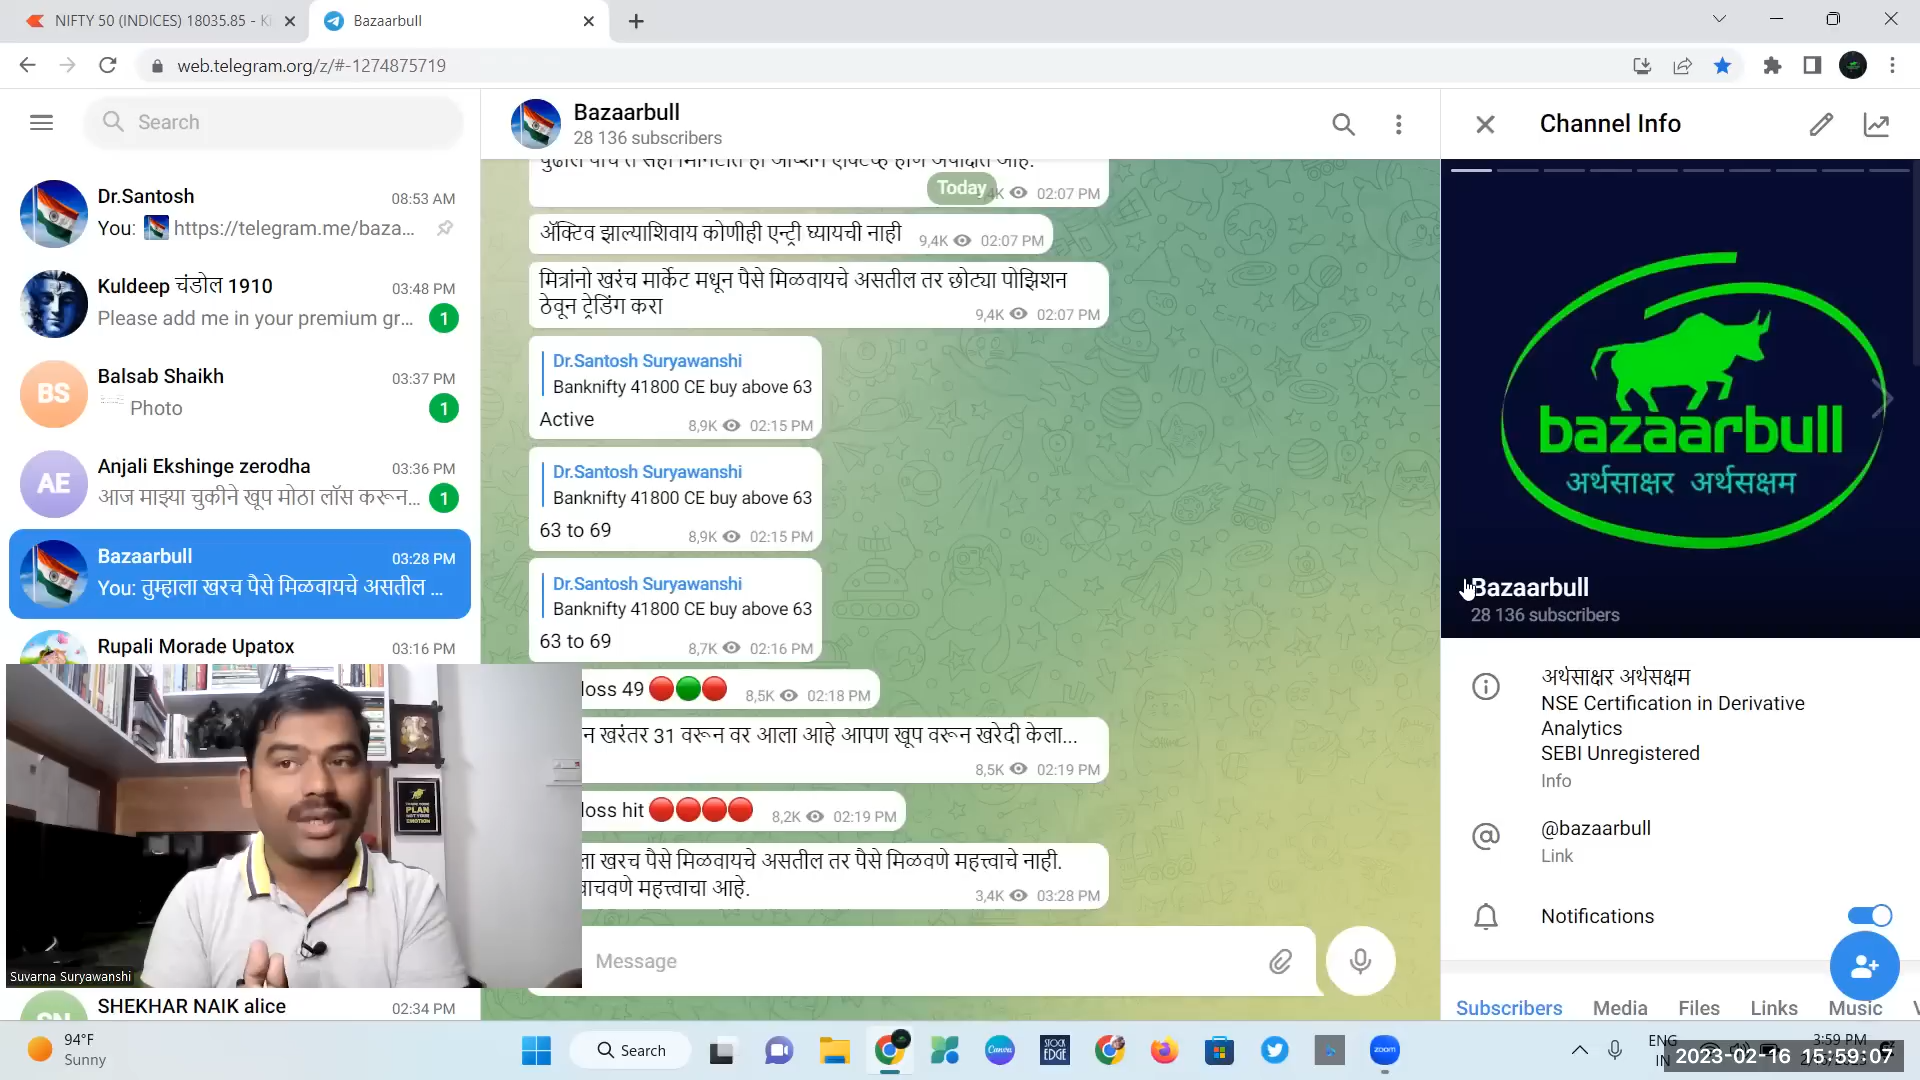 NIFTY 50 (INDICES) 18035.85 - K
Bazaarbull
web.telegram.org/z/#-1274875719
Search
Dr.Santosh
08:53 AM
You: https://telegram.me/baza...
Kuldeep चंडोल 1910
03:48 PM
Please add me in your premium gr...
1
BS
Balsab Shaikh
03:37 PM
Photo
1
AE
Anjali Ekshinge zerodha
03:36 PM
आज माझ्या चुकीने खूप मोठा लॉस करून...
1
Bazaarbull
03:28 PM
You: तुम्हाला खरच पैसे मिळवायचे असतील ...
Rupali Morade Upatox
03:16 PM
PLAN
EMOTION
Suvarna Suryawanshi
SHEKHAR NAIK alice
02:34 PM
Bazaarbull
28 136 subscribers
Today
02:07 PM
ॲक्टिव झाल्याशिवाय कोणीही एन्ट्री घ्यायची नाही
9,4K 02:07 PM
मित्रांनो खरंच मार्केट मधून पैसे मिळवायचे असतील तर छोट्या पोझिशन
ठेवून ट्रेडिंग करा
9,4K 02:07 PM
Dr.Santosh Suryawanshi
Banknifty 41800 CE buy above 63
Active
8,9K 02:15 PM
Dr.Santosh Suryawanshi
Banknifty 41800 CE buy above 63
63 to 69
8,9K 02:15 PM
Dr.Santosh Suryawanshi
Banknifty 41800 CE buy above 63
63 to 69
8,7K 02:16 PM
loss 49
8,5K 02:18 PM
न खरंतर 31 वरून वर आला आहे आपण खूप वरून खरेदी केला...
8,5K 02:19 PM
loss hit
8,2K 02:19 PM
ला खरच पैसे मिळवायचे असतील तर पैसे मिळवणे महत्त्वाचे नाही.
वाचवणे महत्त्वाचा आहे.
3,4K 03:28 PM
Message
Channel Info
bazaarbull
अर्थसाक्षर अर्थसक्षम
Bazaarbull
28 136 subscribers
अर्थसाक्षर अर्थसक्षम
NSE Certification in Derivative
Analytics
SEBI Unregistered
Info
@bazaarbull
Link
Notifications
Subscribers Media Files Links Music
94°F
Sunny
Search
Canva
STOCK
EDGE
zoom
ENG
IN
3:59 PM
2023-02-16 15:59:07